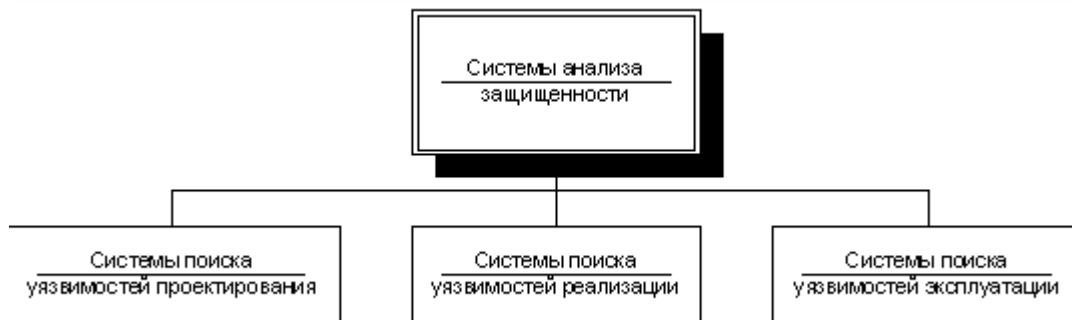 Системы анализа
защищенности
Системы поиска
уязвимостей проектирования
Системы поиска
уязвимостей реализации
Системы поиска
уязвимостей эксплуатации